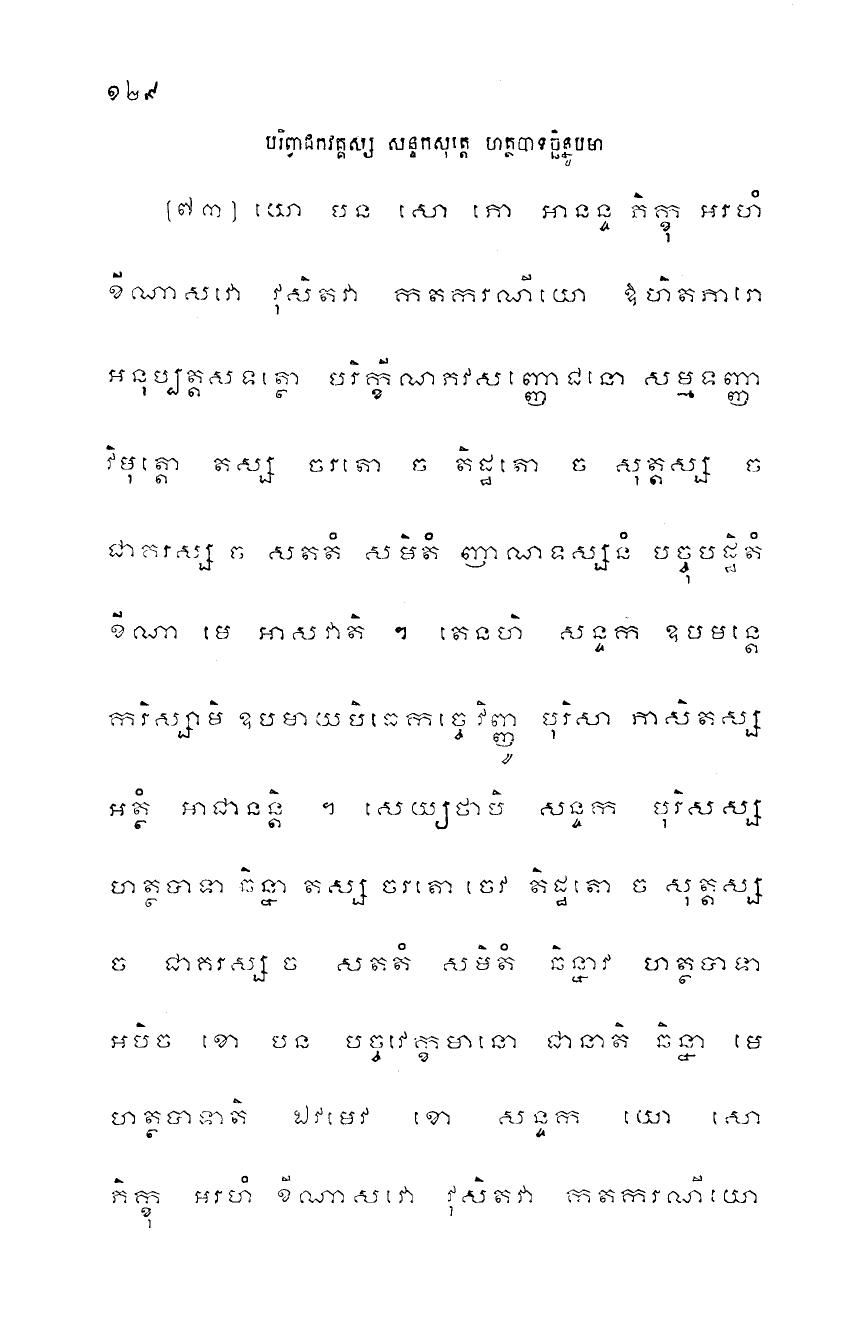 ១២៩
បរិញ្វជិកវគ្គស្ស សន្ទកសុត្តេ ហត្ថបាទច្ឆិន្នូបមា
[៧៣] យោ បន សោ ភោ អានន្ទ ភិក្ខុ អរហំ
ខីណាសវោ វុសិតវា កតករណីយោ ឱហិតភារោ
អនុប្បត្តសទត្ថោ បរិក្ខីណភវសញ្ញោជនោ សម្មទញ្ញា
វិមុត្តោ តស្ស ចរតោ ច តិដ្ឋតោ ច សុត្តស្ស ច
ជាគរស្ស ច សតតំ សមិតំ ញាណទស្សនំ បច្ចុបដ្ឋិតំ
ខីណា មេ អាសវាតិ ។ តេនហិ សន្ទក ឧបមន្តេ
ករិស្សាមិ ឧបមាយបិធេកច្ចេ វិញ្ញូ បុរិសា ភាសិតស្ស
អត្ថំ អាជានន្តិ ។ សេយ្យថាបិ សន្ទក បុរិសស្ស
ហត្ថបាទា ឆិន្នា តស្ស ចរតោ ចេវ តិដ្ឋតោ ច សុត្តស្ស
ច ជាគរស្ស ច សតតំ សមិតំ ឆិន្នាវ ហត្ថបាទា
អបិច ខោ បន បច្ចវេក្ខមានោ ជានាតិ ឆិន្នា មេ
ហត្ថបាទាតិ ឯវមេវ ខោ សន្ទក យោ សោ
ភិក្ខុ អរហំ ខីណាសវោ វុសិតវា កតករណីយោ